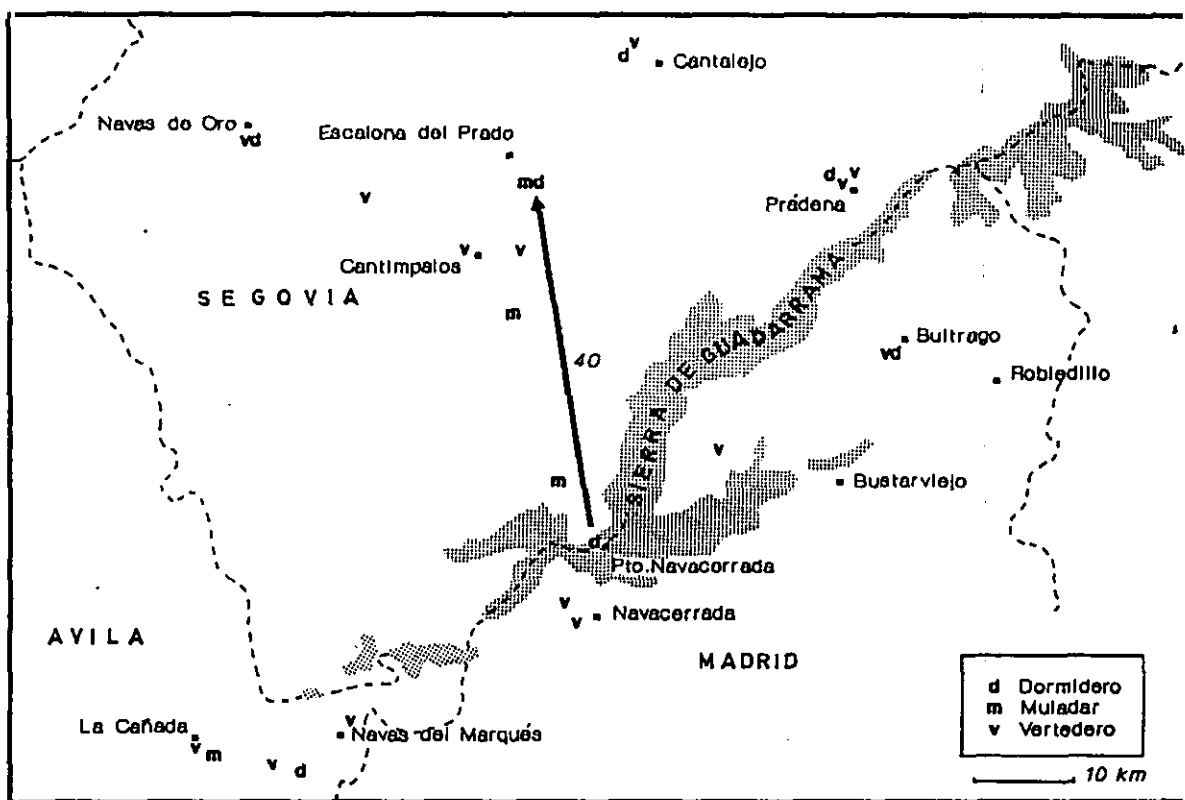 d v
Cantalejo
Navas de Oro
vd
Escalona del Prado
md
v
d v v
Prádena
v
Cantimpalos
v
SEGOVIA
m
40
SIERRA DE GUADARRAMA
vd
Buitrago
Robledillo
v
m
Bustarviejo
d
Pto.Navacerrada
v
v
Navacerrada
AVILA
MADRID
d Dormidero
m Muladar
v Vertedero
La Cañada
v m
v
Navas del Marqués
v d
10 km